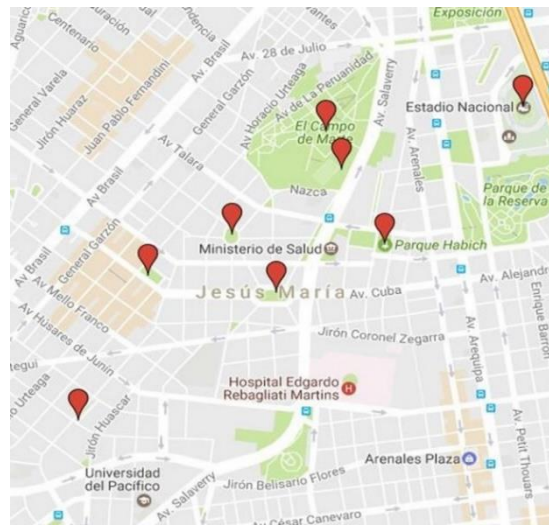 Aguarico
Centenario
Av 28 de Julio
Exposición
Av. Brasil
General Varela
Jirón Huaraz
Juan Pablo Fernandini
General Garzón
Av Horacio Urteaga
Av de La Peruanidad
Av. Salaverry
Estadio Nacional
El Campo
de Marte
Av. Arenales
Av Talara
Av Brasil
Nazca
Parque de
la Reserva
General Garzón
Ministerio de Salud
Parque Habich
Av Brasil
Jesús María
Av. Cuba
Av. Alejandro
Av Mello Franco
Enrique Barron
Av Húsares de Junín
Jirón Coronel Zegarra
tegui
Av. Arequipa
Urteaga
Hospital Edgardo
Rebagliati Martins
Jirón Huascar
Av. Petit Thouars
Universidad
del Pacífico
Arenales Plaza
Av. Salaverry
Jirón Belisario Flores
Av César Canevaro